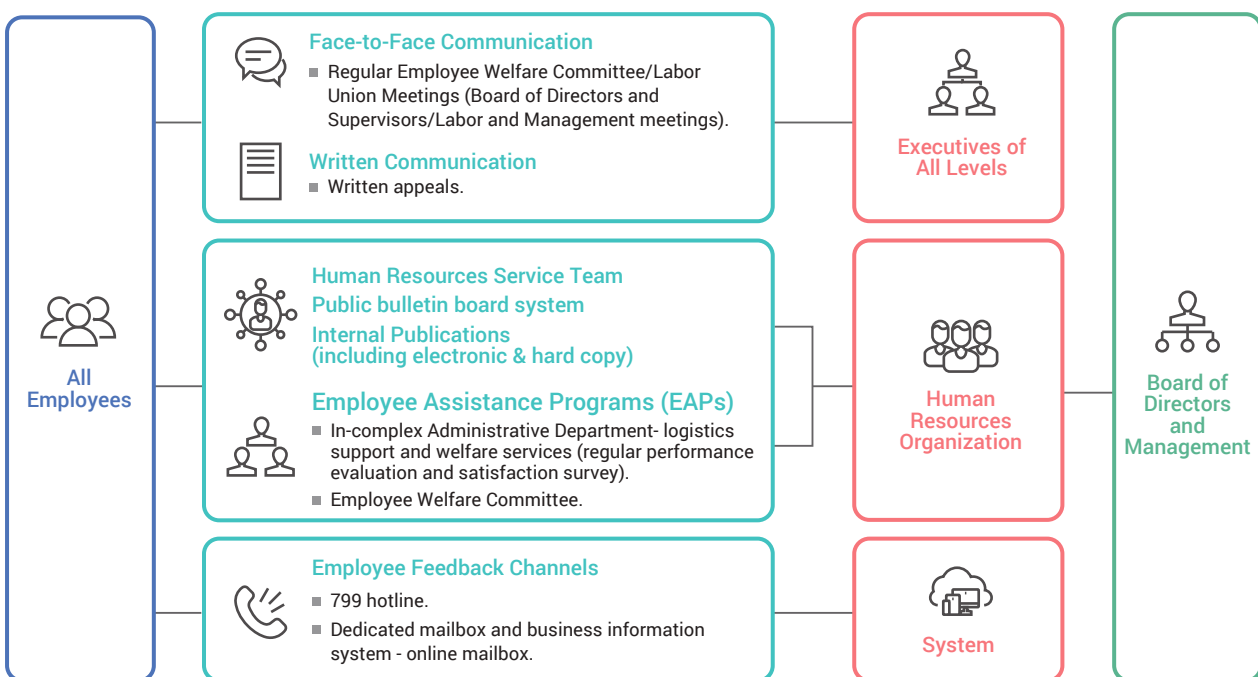 All
Employees
Face-to-Face Communication
Regular Employee Welfare Committee/Labor
Union Meetings (Board of Directors and
Supervisors/Labor and Management meetings).
Written Communication
Written appeals.
Human Resources Service Team
Public bulletin board system
Internal Publications
(including electronic & hard copy)
Employee Assistance Programs (EAPs)
In-complex Administrative Department- logistics
support and welfare services (regular performance
evaluation and satisfaction survey).
Employee Welfare Committee.
Employee Feedback Channels
799 hotline.
Dedicated mailbox and business information
system - online mailbox.
Executives of
All Levels
Human
Resources
Organization
System
Board of
Directors
and
Management